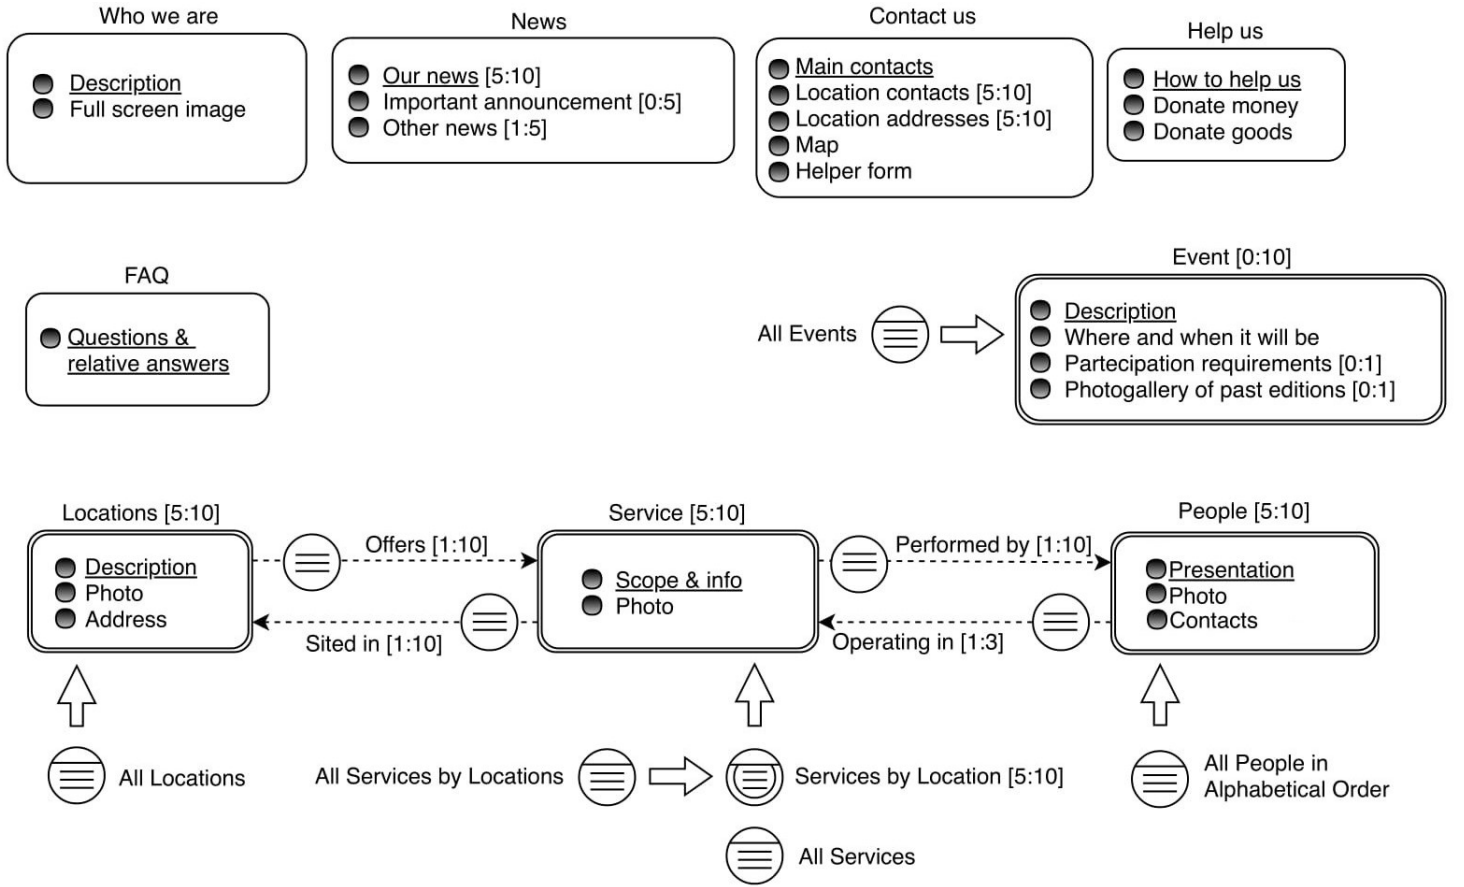 Who we are
Description
Full screen image
News
Our news [5:10]
Important announcement [0:5]
Other news [1:5]
Contact us
Main contacts
Location contacts [5:10]
Location addresses [5:10]
Map
Helper form
Help us
How to help us
Donate money
Donate goods
FAQ
Questions &
relative answers
All Events
Event [0:10]
Description
Where and when it will be
Partecipation requirements [0:1]
Photogallery of past editions [0:1]
Locations [5:10]
Description
Photo
Address
Offers [1:10]
Sited in [1:10]
Service [5:10]
Scope & info
Photo
Performed by [1:10]
Operating in [1:3]
People [5:10]
Presentation
Photo
Contacts
All Locations
All Services by Locations
Services by Location [5:10]
All Services
All People in
Alphabetical Order